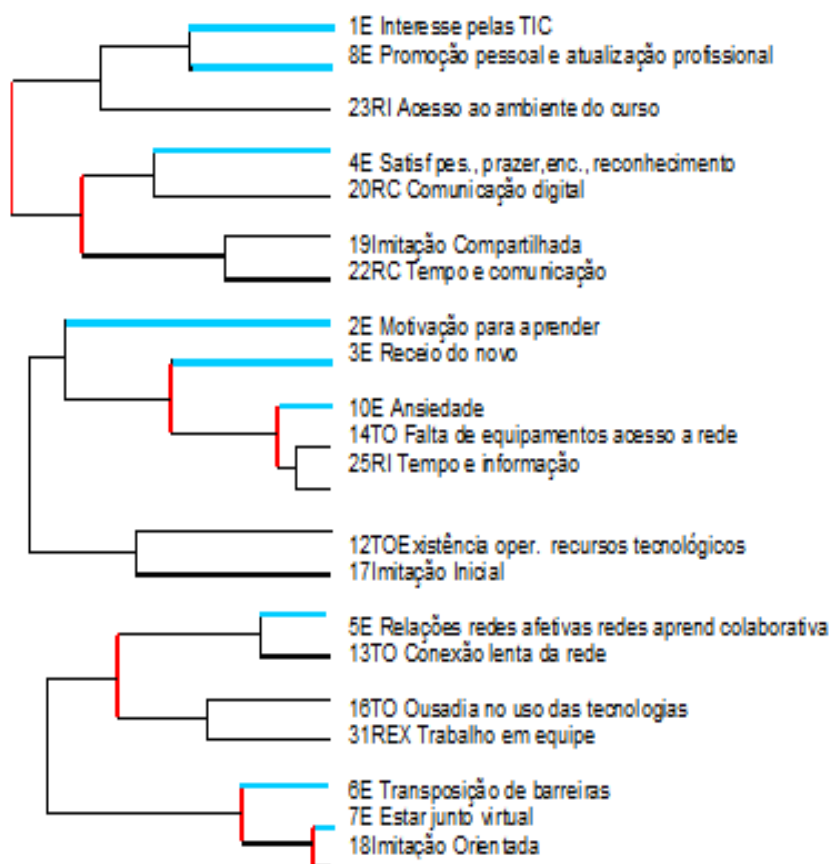 1E Interesse pelas TIC
8E Promoção pessoal e atualização profissional
23RI Acesso ao ambiente do curso
4E Satisf pes., prazer,enc., reconhecimento
20RC Comunicação digital
19Imitação Compartilhada
22RC Tempo e comunicação
2E Motivação para aprender
3E Receio do novo
10E Ansiedade
14TO Falta de equipamentos acesso a rede
25RI Tempo e informação
12TOExistência oper. recursos tecnológicos
17Imitação Inicial
5E Relações redes afetivas redes aprend colaborativa
13TO Conexão lenta da rede
16TO Ousadia no uso das tecnologias
31REX Trabalho em equipe
6E Transposição de barreiras
7E Estar junto virtual
18Imitação Orientada